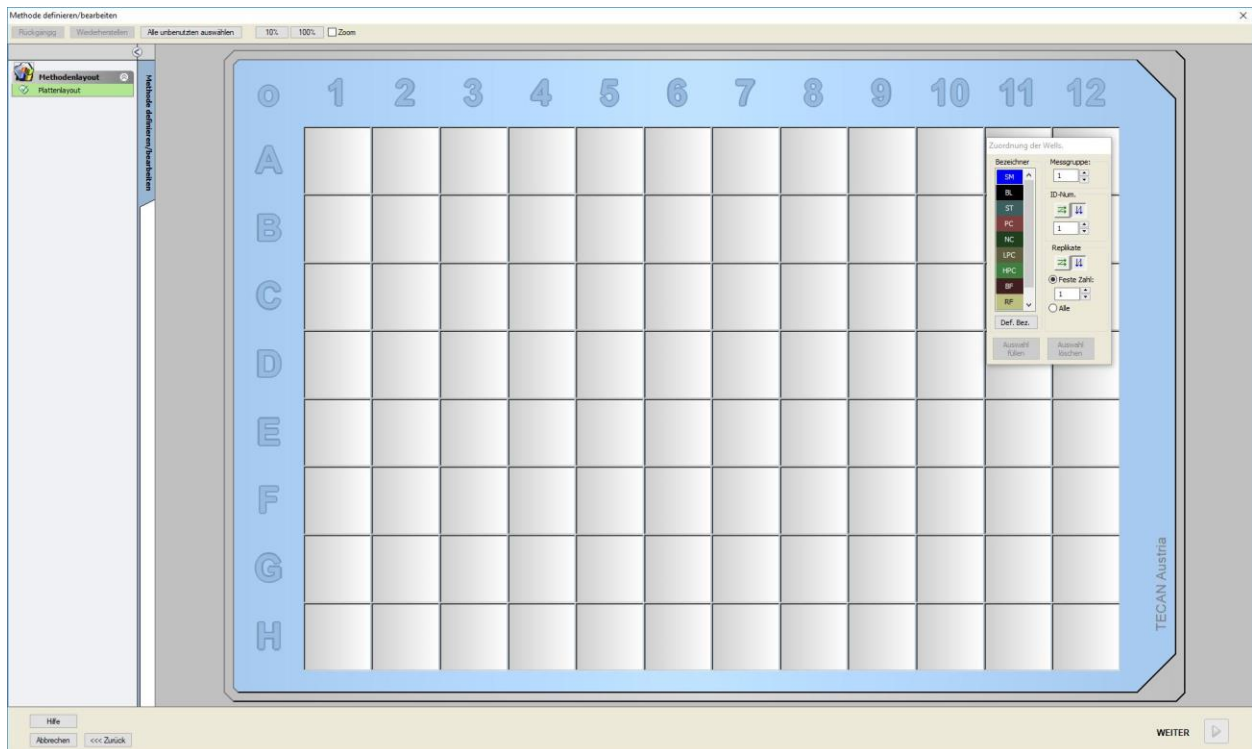 Methode definieren/bearbeiten
Rückgängig Wiederherstellen Alle unbenutzten auswählen 10% 100% Zoom
Methodenlayout
Plattenlayout
Methode definieren/bearbeiten
o 1 2 3 4 5 6 7 8 9 10 11 12
A
B
C
D
E
F
G
H
Zuordnung der Wells.
Bezeichner Messgruppe:
SM 1
BL ID-Num.
ST
PC 1
NC Replikate
LPC
HPC Feste Zahl:
BF 1
RF Alle
Def. Bez.
Auswahl füllen Auswahl löschen
TECAN Austria
Hilfe
Abbrechen <<< Zurück
WEITER